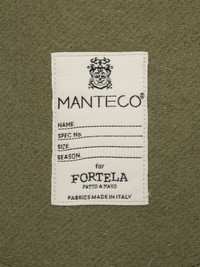 MANTECO®
NAME.
SPEC. No.
SIZE.
SEASON.
for
FORTELA
FATTO A MANO
FABRICS MADE IN ITALY